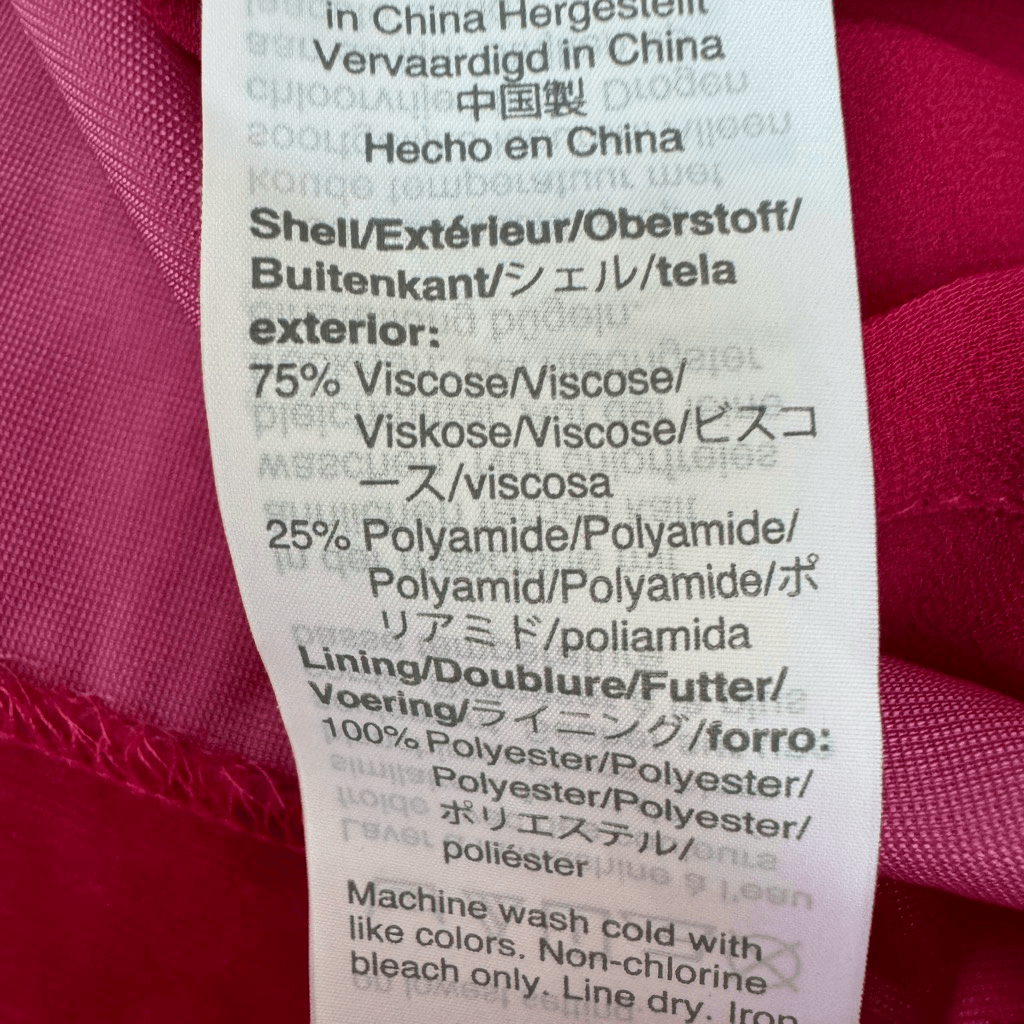 in China Hergestellt
Vervaardigd in China
中国製
Hecho en China
Shell/Extérieur/Oberstoff/
Buitenkant/シェル/tela
exterior:
75% Viscose/Viscose/
Viskose/Viscose/ビスコ
ース/viscosa
25% Polyamide/Polyamide/
Polyamid/Polyamide/ポ
リアミド/poliamida
Lining/Doublure/Futter/
Voering/ライニング/forro:
100% Polyester/Polyester/
Polyester/Polyester/
ポリエステル/
poliéster
Machine wash cold with
like colors. Non-chlorine
bleach only. Line dry. Iron